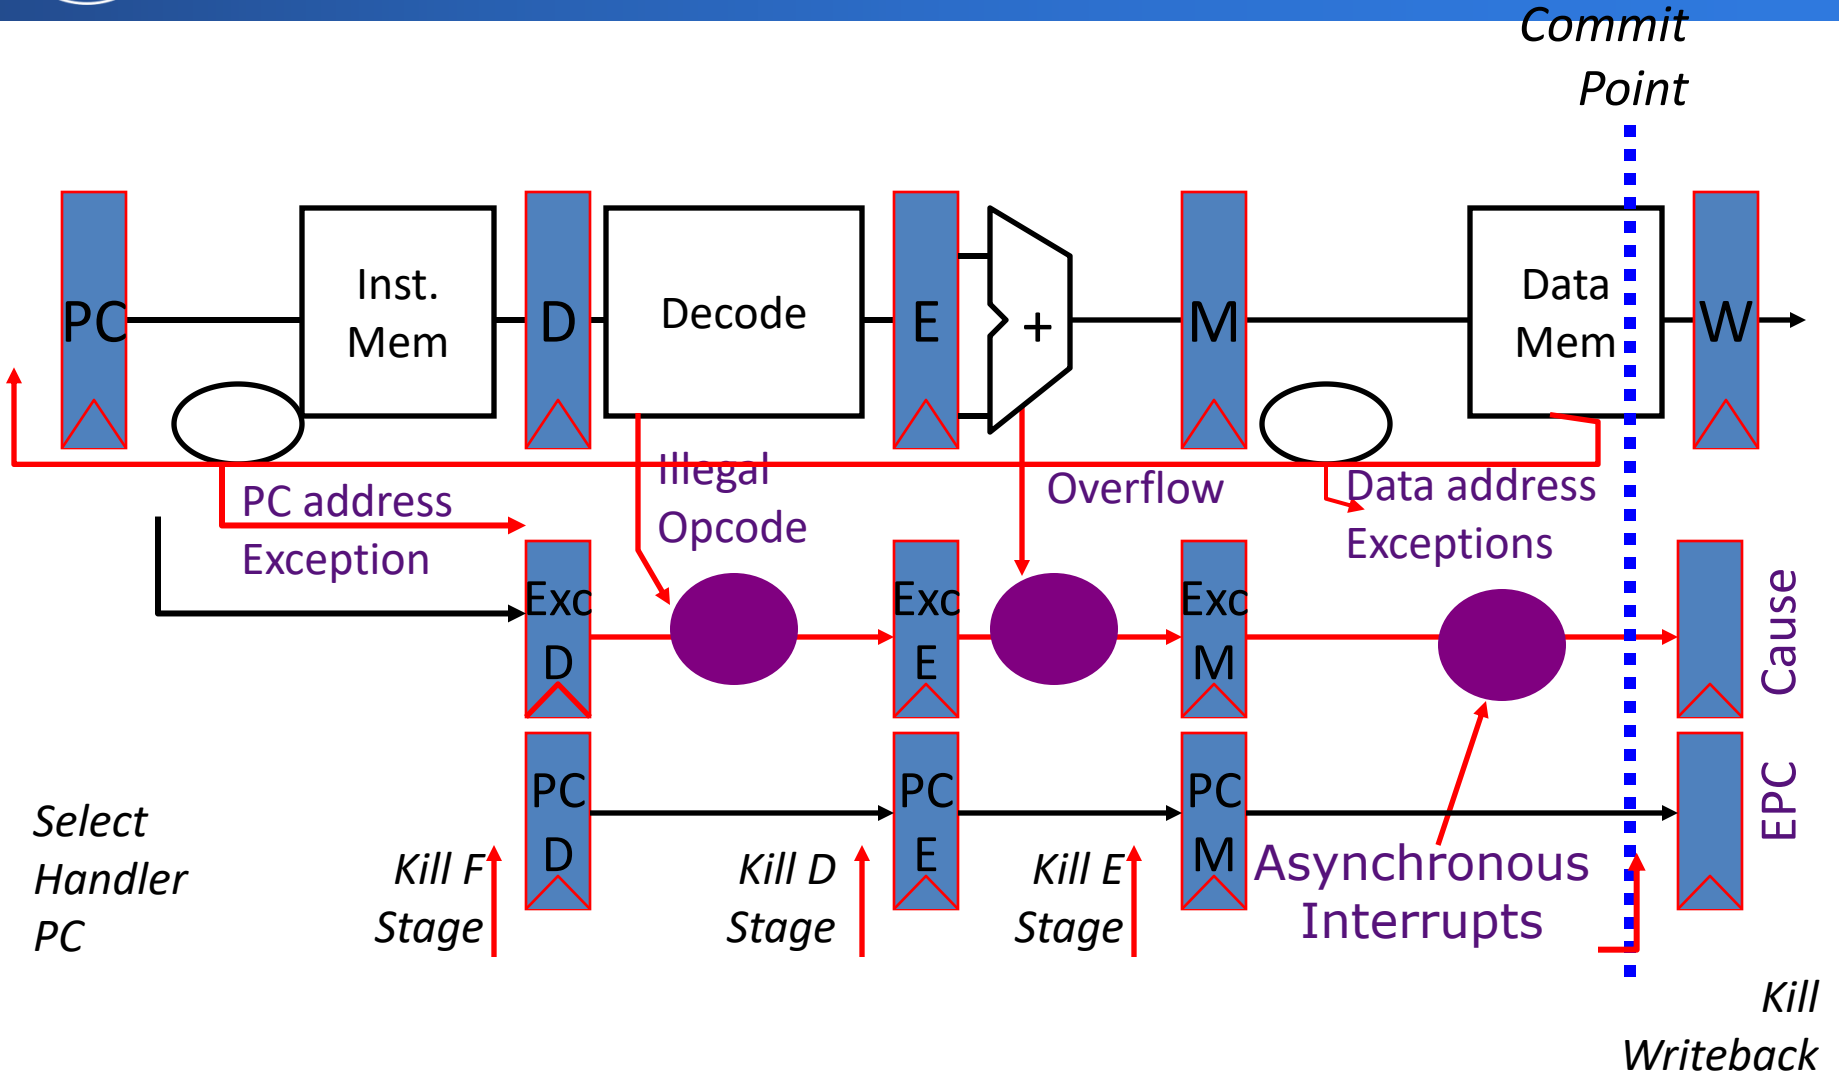 Commit
Point
PC
Inst.
Mem
D
Decode
E
+
M
Data
Mem
W
PC address
Exception
Illegal
Opcode
Overflow
Data address
Exceptions
Exc
D
Exc
E
Exc
M
Cause
PC
D
PC
E
PC
M
EPC
Select
Handler
PC
Kill F
Stage
Kill D
Stage
Kill E
Stage
Asynchronous
Interrupts
Kill
Writeback